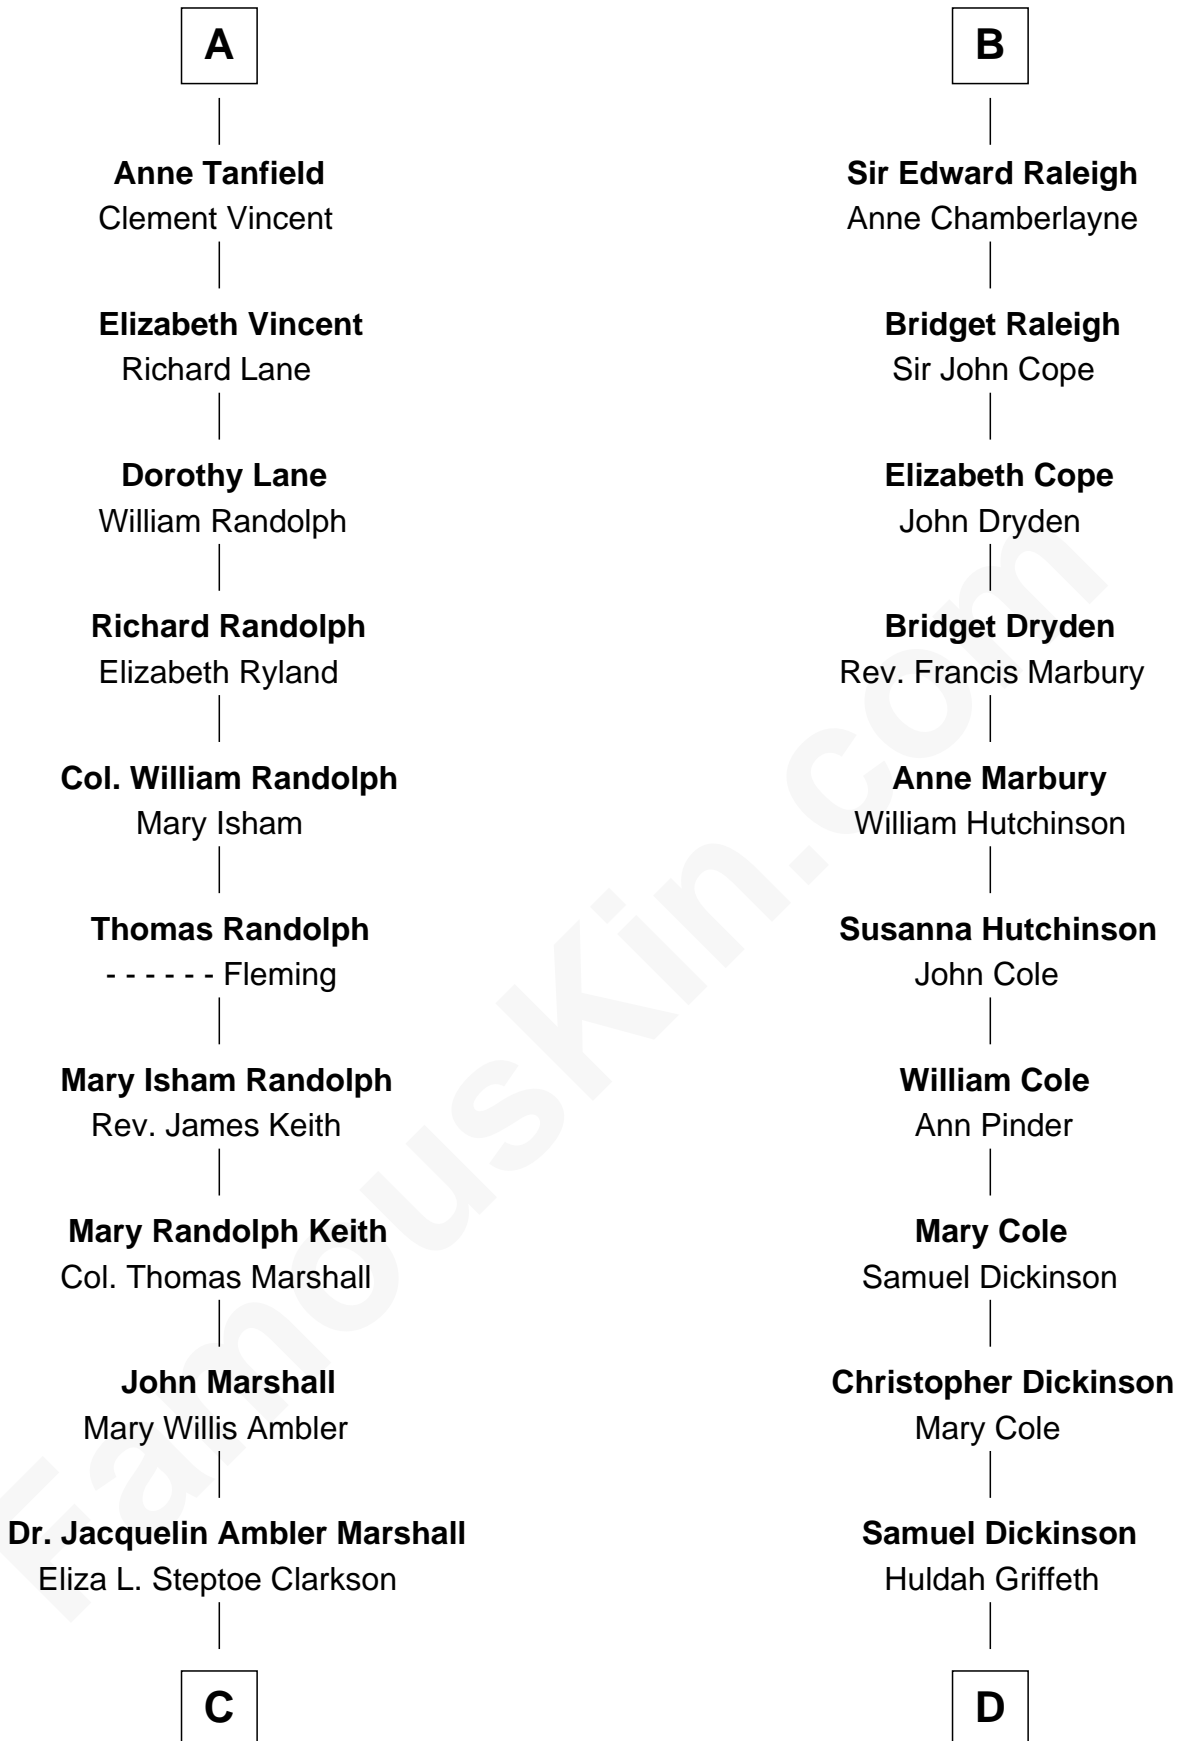 A
Anne Tanfield
Clement Vincent
Elizabeth Vincent
Richard Lane
Dorothy Lane
William Randolph
Richard Randolph
Elizabeth Ryland
Col. William Randolph
Mary Isham
Thomas Randolph
- - - - - - Fleming
Mary Isham Randolph
Rev. James Keith
Mary Randolph Keith
Col. Thomas Marshall
John Marshall
Mary Willis Ambler
Dr. Jacquelin Ambler Marshall
Eliza L. Steptoe Clarkson
C
B
Sir Edward Raleigh
Anne Chamberlayne
Bridget Raleigh
Sir John Cope
Elizabeth Cope
John Dryden
Bridget Dryden
Rev. Francis Marbury
Anne Marbury
William Hutchinson
Susanna Hutchinson
John Cole
William Cole
Ann Pinder
Mary Cole
Samuel Dickinson
Christopher Dickinson
Mary Cole
Samuel Dickinson
Huldah Griffeth
D
FamousKin.com